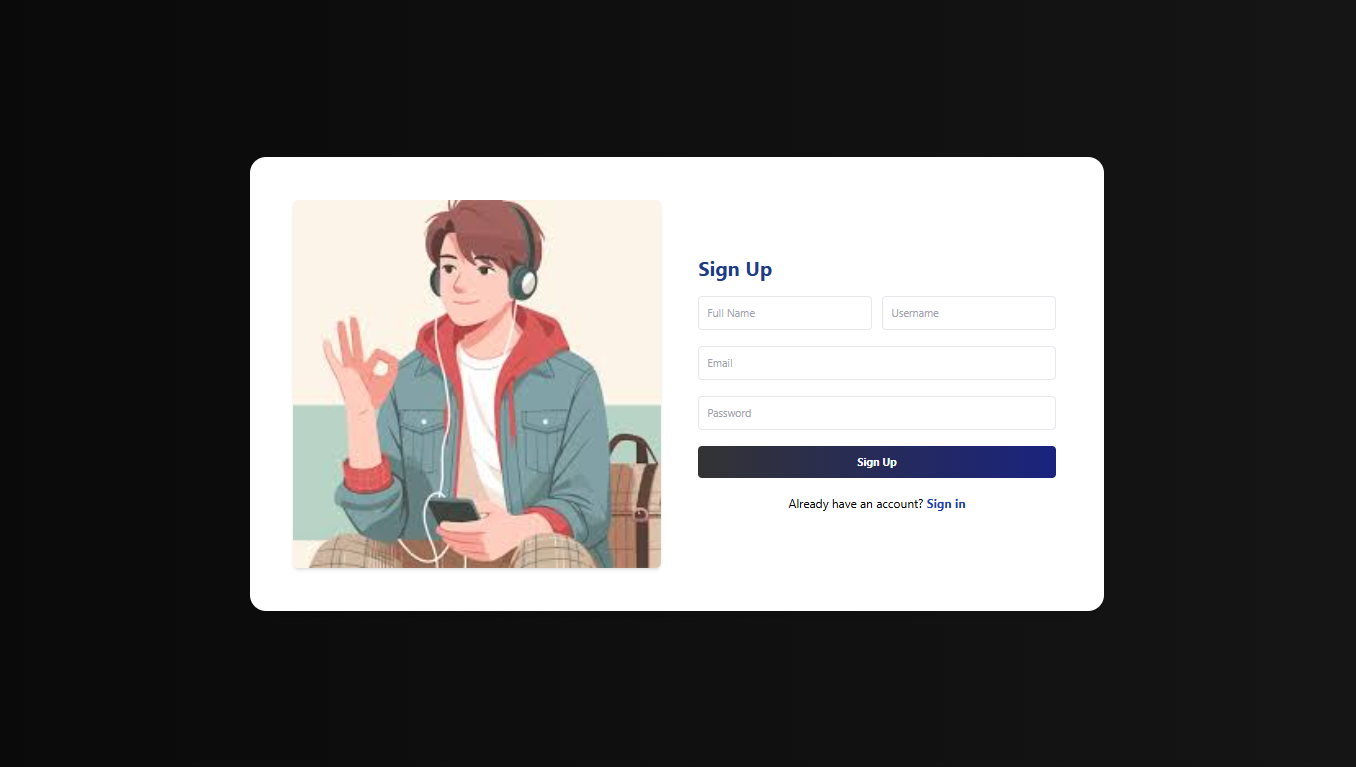 Sign Up
Full Name Username
Email
Password
Sign Up
Already have an account? Sign in